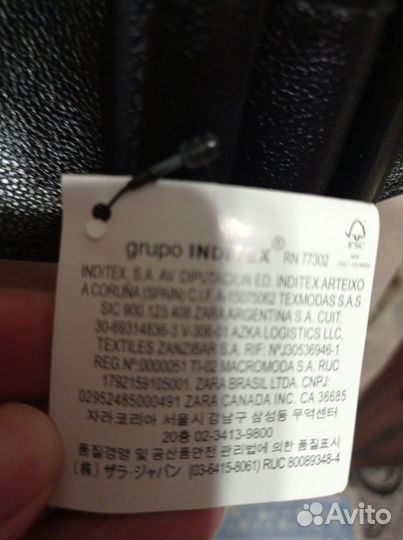 grupo INDITEX® RN 77302
FSC
MIX
INDITEX, S.A. AV. DIPUTACION ED. INDITEX ARTEIXO
A CORUÑA (SPAIN) C.I.F. A-15075062 TEXMODAS S.A.S
SIC 900.123.408 ZARA ARGENTINA S.A. CUIT:
30-69314836-3 V-306-01 AZKA LOGISTICS LLC,
TEXTILES ZANZIBAR S.A. RIF: NºJ30536946-1
REG.Nº:0000051 TI-02 MACROMODA S.A. RUC
1792159105001. ZARA BRASIL LTDA. CNPJ:
02952485000491 ZARA CANADA INC. CA 36685
자라코리아 서울시 강남구 삼성동 무역센터
20층 02-3413-9800
품질경영 및 공산품안전 관리법에 의한 품질표시
(株) ザラ･ジャパン (03-6415-8061) RUC 80089348-4
Avito